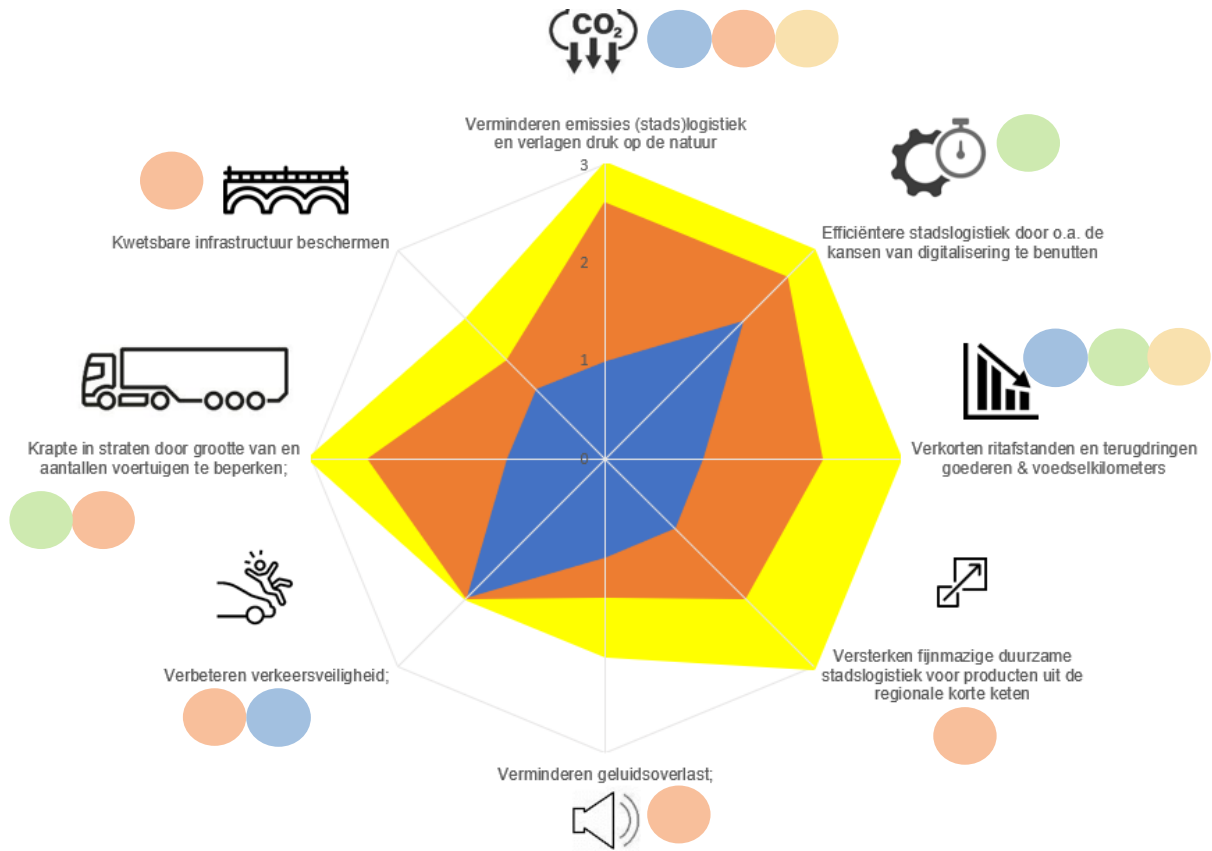 CO₂
Verminderen emissies (stads)logistiek
en verlagen druk op de natuur
Efficiëntere stadslogistiek door o.a. de
kansen van digitalisering te benutten
Verkorten ritafstanden en terugdringen
goederen & voedselkilometers
Versterken fijnmazige duurzame
stadslogistiek voor producten uit de
regionale korte keten
Verminderen geluidsoverlast;
Verbeteren verkeersveiligheid;
Krapte in straten door grootte van en
aantallen voertuigen te beperken;
Kwetsbare infrastructuur beschermen
3
2
1
0